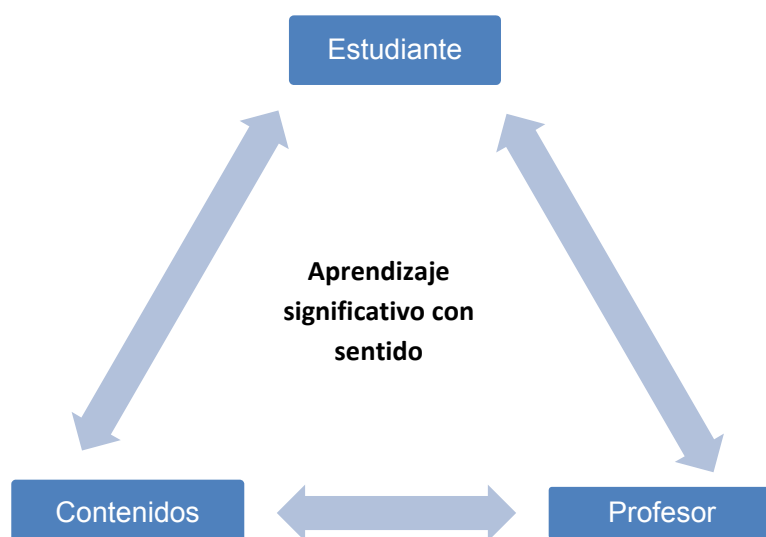 Estudiante
Aprendizaje
significativo con
sentido
Contenidos
Profesor